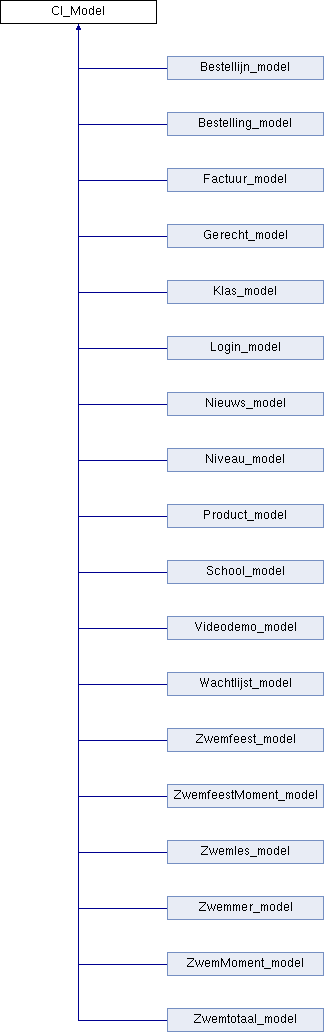 CI_Model
Bestellijn_model
Bestelling_model
Factuur_model
Gerecht_model
Klas_model
Login_model
Nieuws_model
Niveau_model
Product_model
School_model
Videodemo_model
Wachtlijst_model
Zwemfeest_model
ZwemfeestMoment_model
Zwemles_model
Zwemmer_model
ZwemMoment_model
Zwemtotaal_model